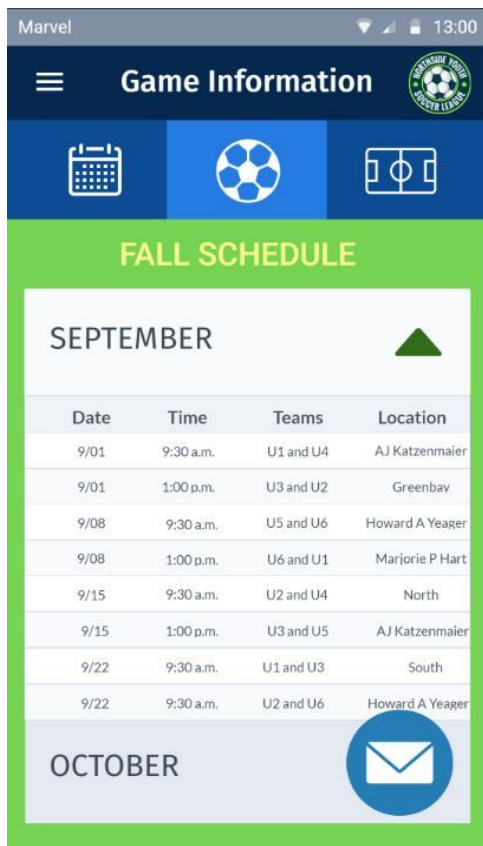 Marvel 13:00
Game Information
NORTHSIDE YOUTH SOCCER LEAGUE
FALL SCHEDULE
SEPTEMBER
Date Time Teams Location
9/01 9:30 a.m. U1 and U4 AJ Katzenmaier
9/01 1:00 p.m. U3 and U2 Greenbay
9/08 9:30 a.m. U5 and U6 Howard A Yeager
9/08 1:00 p.m. U6 and U1 Marjorie P Hart
9/15 9:30 a.m. U2 and U4 North
9/15 1:00 p.m. U3 and U5 AJ Katzenmaier
9/22 9:30 a.m. U1 and U3 South
9/22 9:30 a.m. U2 and U6 Howard A Yeager
OCTOBER